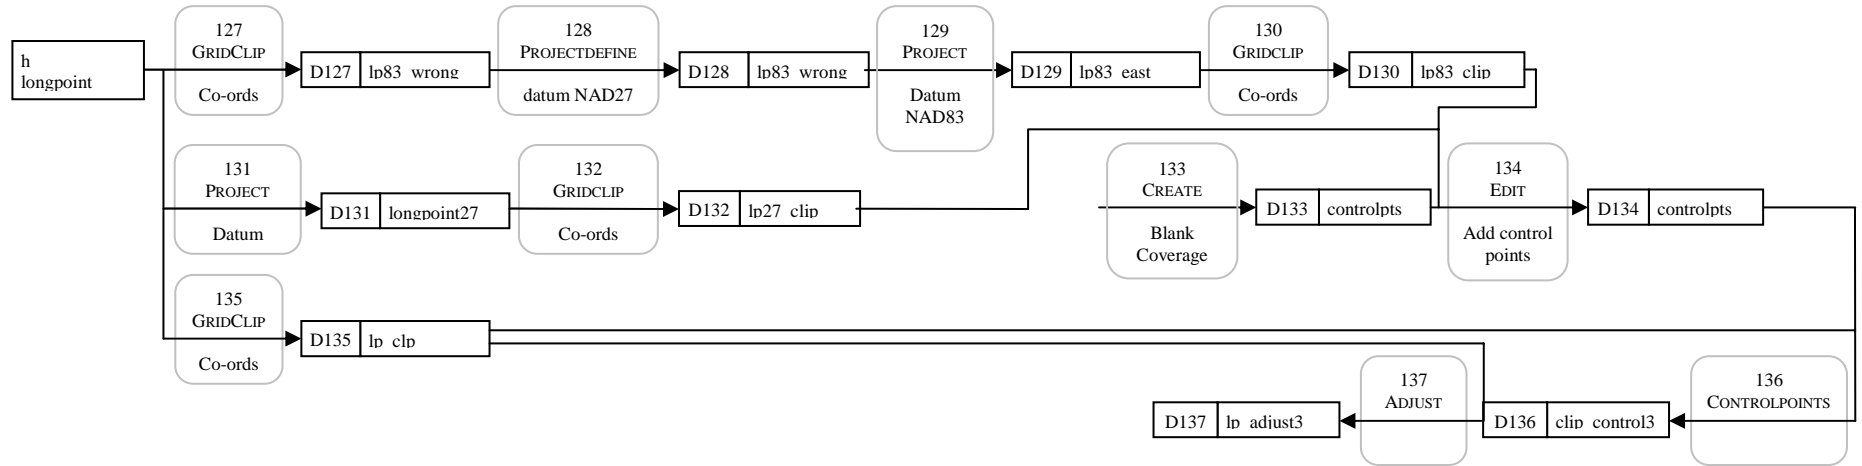 h
longpoint
127
GRIDCLIP
Co-ords
D127 lp83_wrong
128
PROJECTDEFINE
datum NAD27
D128 lp83_wrong
129
PROJECT
Datum
NAD83
D129 lp83_east
130
GRIDCLIP
Co-ords
D130 lp83_clip
131
PROJECT
Datum
D131 longpoint27
132
GRIDCLIP
Co-ords
D132 lp27_clip
133
CREATE
Blank
Coverage
D133 controlpts
134
EDIT
Add control
points
D134 controlpts
135
GRIDCLIP
Co-ords
D135 lp_clp
136
CONTROLPOINTS
D136 clip_control3
137
ADJUST
D137 lp_adjust3